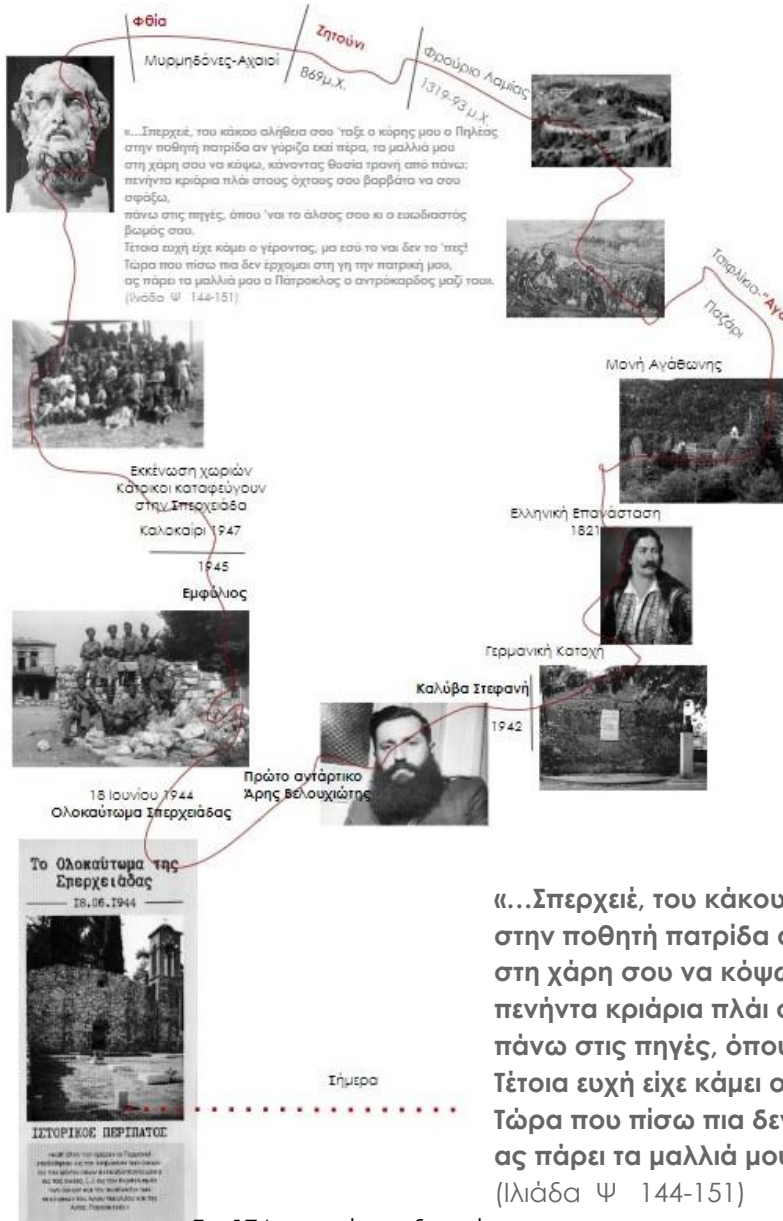 Φθία
Μυρμηδόνες-Αχαιοί
Ζητούνι
869μ.Χ.
Φρούριο Λαμίας
1319-93 μ.Χ.
«...Σπερχειέ, του κάκου αλήθεια σου 'ταξε ο κύρης μου ο Πηλέας
στην ποθητή πατρίδα αν γύριζα εκεί πέρα, τα μαλλιά μου
στη χάρη σου να κόψω, κάνοντας θυσία τρανή από πάνω;
πενήντα κριάρια πλάι στους όχτους σου βαρβάτα να σου
σφάξω,
πάνω στις πηγές, όπου 'ναι το άλσος σου κι ο ευωδιαστός
βωμός σου.
Τέτοια ευχή είχε κάμει ο γέροντας, μα εσύ το ναι δεν το 'πες!
Τώρα που πίσω πια δεν έρχομαι στη γη την πατρική μου,
ας πάρει τα μαλλιά μου ο Πάτροκλος ο αντρόκαρδος μαζί του».
(Ιλιάδα Ψ 144-151)
Τσιφλίκια-"Αγα
Παζάρι
Μονή Αγάθωνης
Ελληνική Επανάσταση
1821
Γερμανική Κατοχή
Καλύβα Στεφανή
1942
Πρώτο αντάρτικο
Άρης Βελουχιώτης
Εκκένωση χωριών
Κάτοικοι καταφεύγουν
στην Σπερχειάδα
Καλοκαίρι 1947
1945
Εμφύλιος
18 Ιουνίου 1944
Ολοκαύτωμα Σπερχειάδας
Το Ολοκαύτωμα της
Σπερχειάδας
18.06.1944
ΙΣΤΟΡΙΚΟΣ ΠΕΡΙΠΑΤΟΣ
Σήμερα
«...Σπερχειέ, του κάκου
στην ποθητή πατρίδα
στη χάρη σου να κόψω
πενήντα κριάρια πλάι
πάνω στις πηγές, όπου
Τέτοια ευχή είχε κάμει ο
Τώρα που πίσω πια δεν
ας πάρει τα μαλλιά μου
(Ιλιάδα Ψ 144-151)